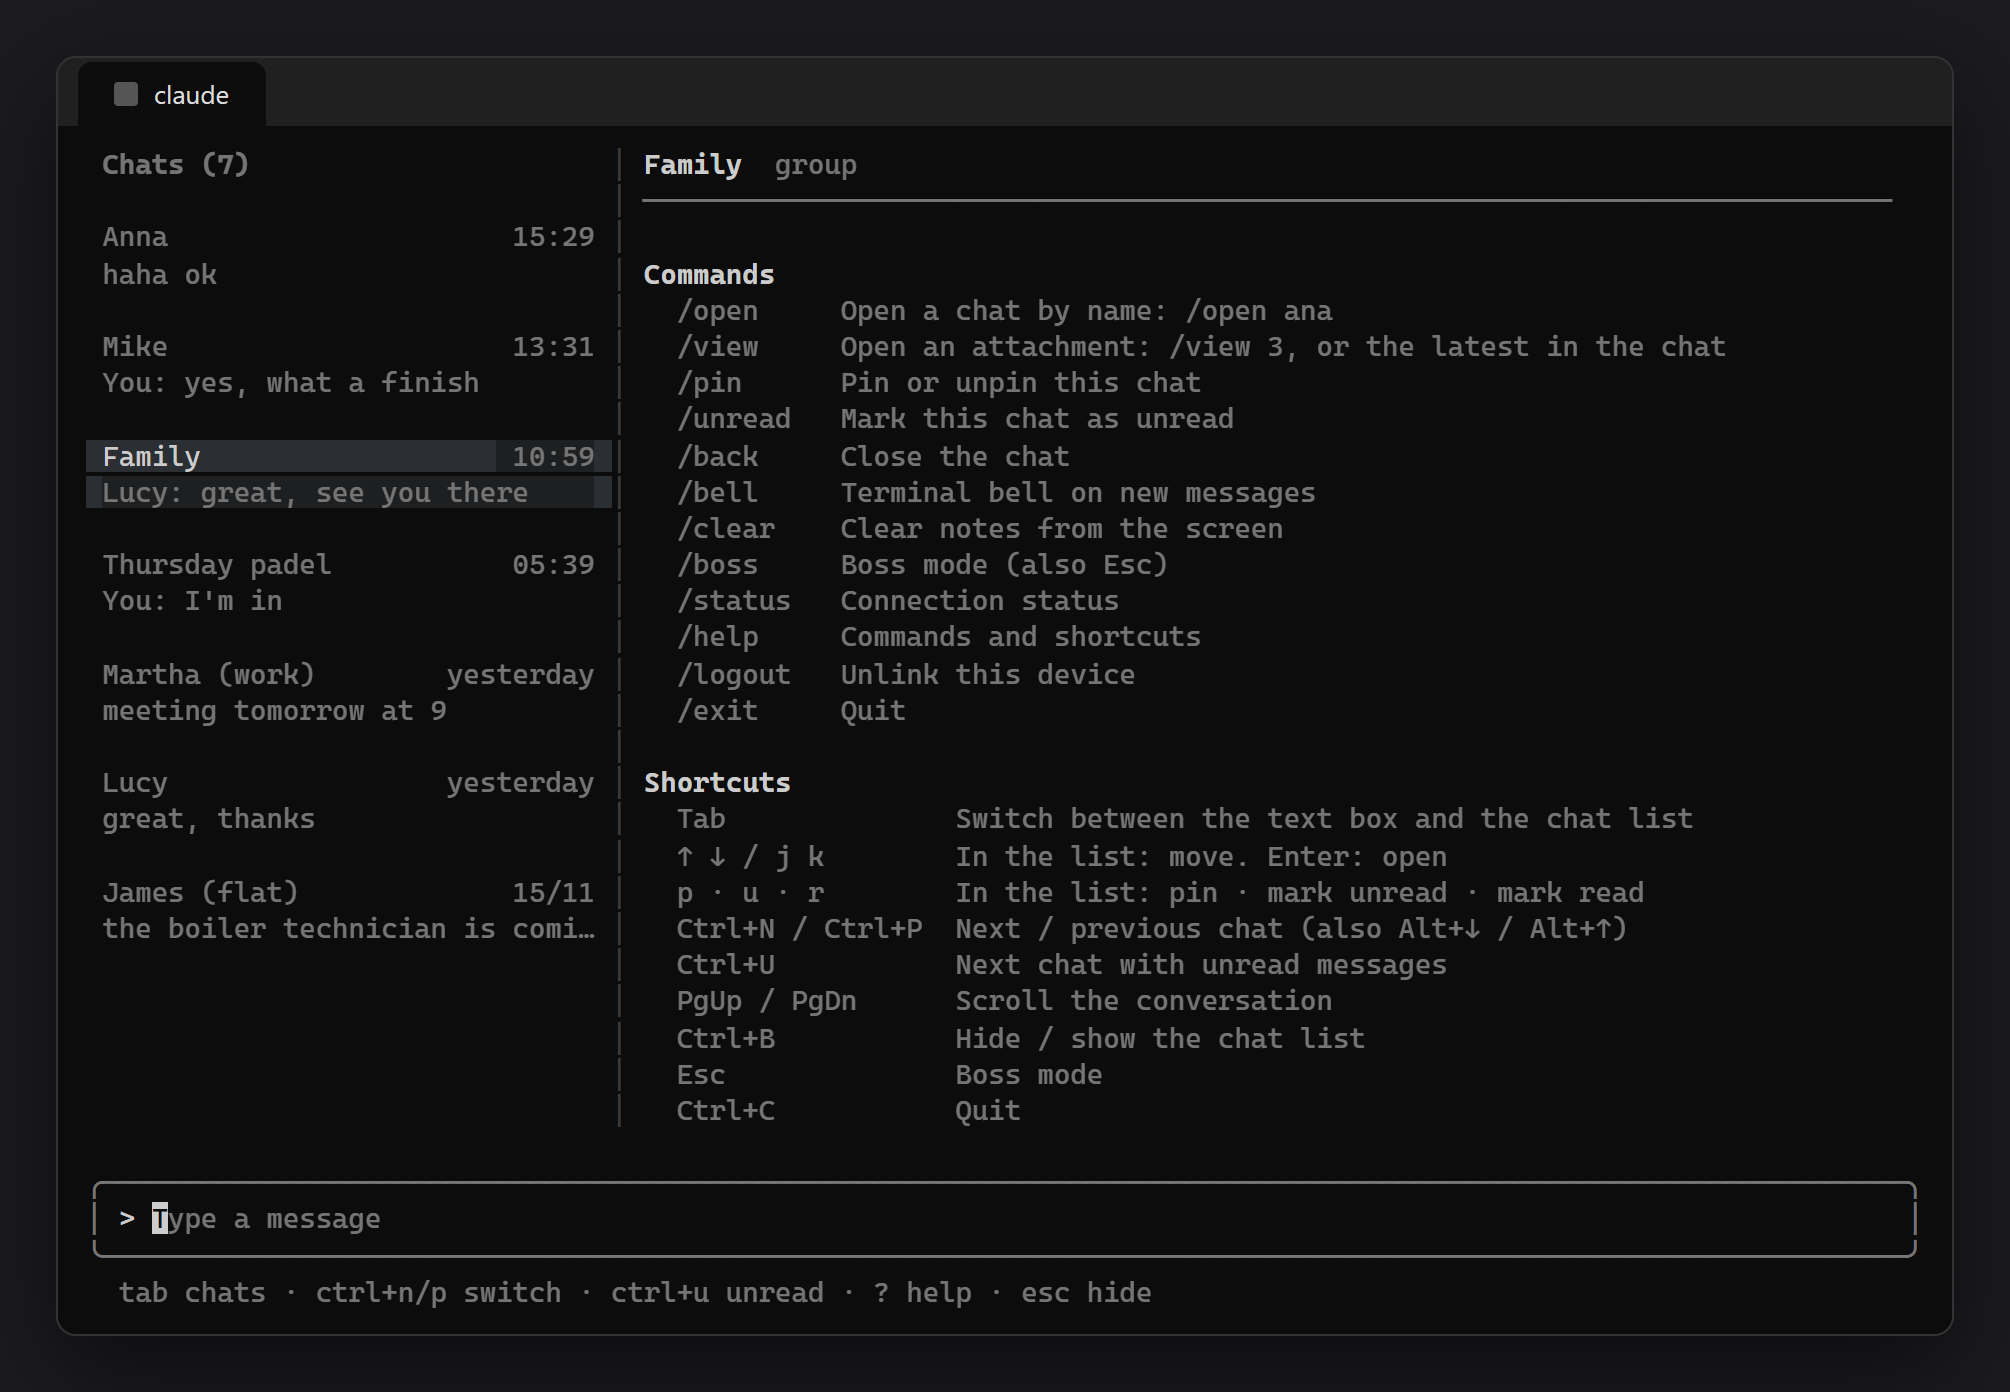 claude
Chats (7)
Anna 15:29
haha ok
Mike 13:31
You: yes, what a finish
Family 10:59
Lucy: great, see you there
Thursday padel 05:39
You: I'm in
Martha (work) yesterday
meeting tomorrow at 9
Lucy yesterday
great, thanks
James (flat) 15/11
the boiler technician is comi…
Family group
Commands
/open Open a chat by name: /open ana
/view Open an attachment: /view 3, or the latest in the chat
/pin Pin or unpin this chat
/unread Mark this chat as unread
/back Close the chat
/bell Terminal bell on new messages
/clear Clear notes from the screen
/boss Boss mode (also Esc)
/status Connection status
/help Commands and shortcuts
/logout Unlink this device
/exit Quit
Shortcuts
Tab Switch between the text box and the chat list
↑ ↓ / j k In the list: move. Enter: open
p · u · r In the list: pin · mark unread · mark read
Ctrl+N / Ctrl+P Next / previous chat (also Alt+↓ / Alt+↑)
Ctrl+U Next chat with unread messages
PgUp / PgDn Scroll the conversation
Ctrl+B Hide / show the chat list
Esc Boss mode
Ctrl+C Quit
> Type a message
tab chats · ctrl+n/p switch · ctrl+u unread · ? help · esc hide